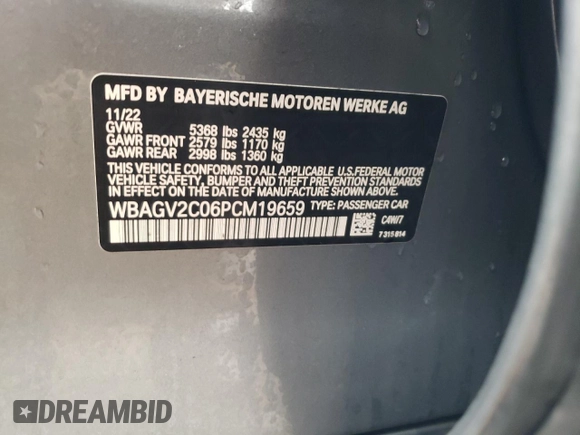 MFD BY BAYERISCHE MOTOREN WERKE AG
11/22
GVWR 5368 lbs 2435 kg
GAWR FRONT 2579 lbs 1170 kg
GAWR REAR 2998 lbs 1360 kg
THIS VEHICLE CONFORMS TO ALL APPLICABLE U.S.FEDERAL MOTOR
VEHICLE SAFETY, BUMPER, AND THEFT PREVENTION
STANDARDS IN EFFECT ON THE DATE OF MANUFACTURE SHOWN ABOVE.
WBAGV2C06PCM19659 TYPE: PASSENGER CAR
C4W/7
7 315 814
DREAMBID